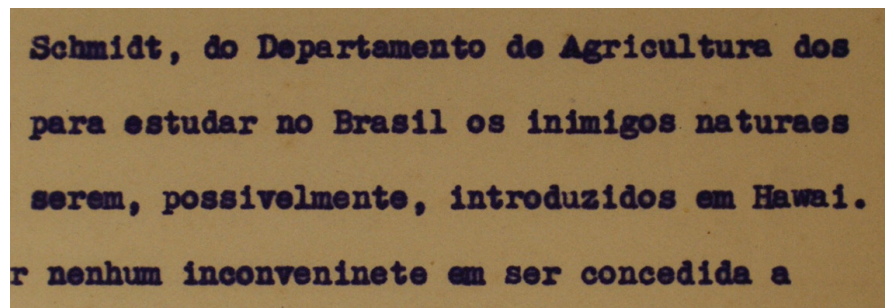 Schmidt, do Departamento de Agricultura dos
para estudar no Brasil os inimigos naturaes
serem, possivelmente, introduzidos em Hawai.
r nenhum inconveninete em ser concedida a